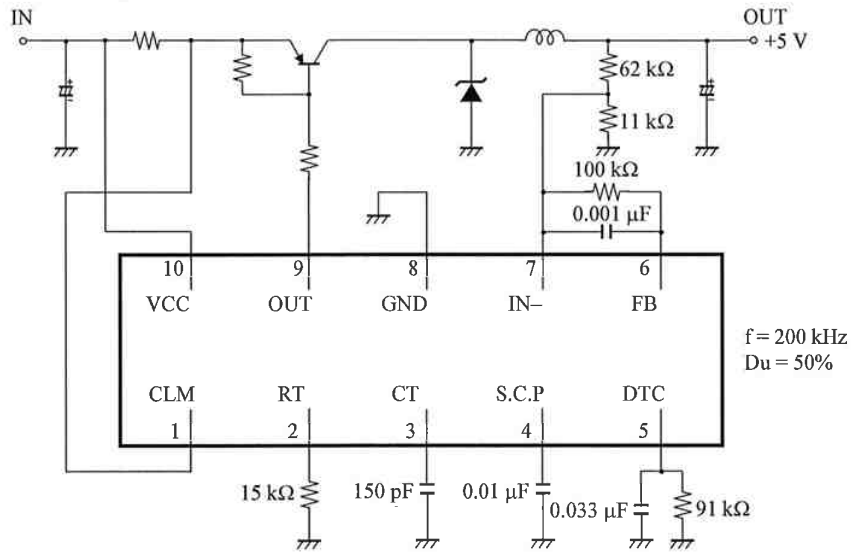 IN
OUT
+5 V
62 kΩ
11 kΩ
100 kΩ
0.001 µF
10 9 8 7 6
VCC OUT GND IN– FB
f = 200 kHz
Du = 50%
CLM RT CT S.C.P DTC
1 2 3 4 5
15 kΩ 150 pF 0.01 µF 0.033 µF 91 kΩ